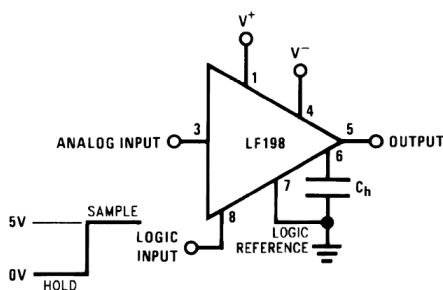 V+
V−
1
4
ANALOG INPUT
3
LF198
5
OUTPUT
6
7
Ch
8
5V
SAMPLE
LOGIC
INPUT
LOGIC
REFERENCE
0V
HOLD